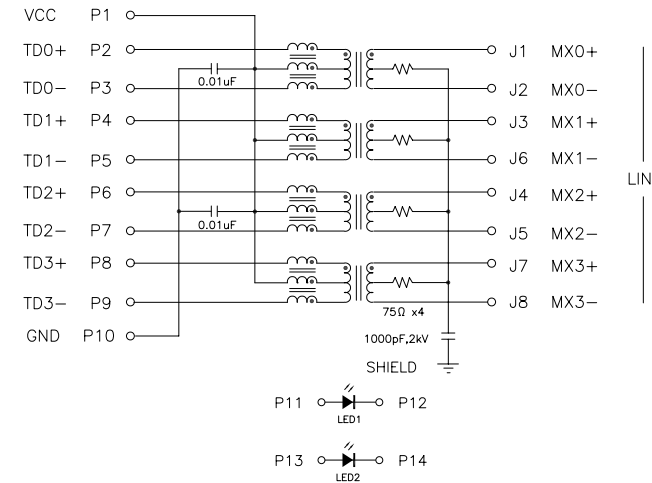 VCC P1
TD0+ P2 J1 MX0+
0.01uF
TD0− P3 J2 MX0−
TD1+ P4 J3 MX1+
TD1− P5 J6 MX1−
LIN
TD2+ P6 J4 MX2+
0.01uF
TD2− P7 J5 MX2−
TD3+ P8 J7 MX3+
TD3− P9 J8 MX3−
75Ω x4
GND P10
1000pF,2kV
SHIELD
P11 P12
LED1
P13 P14
LED2